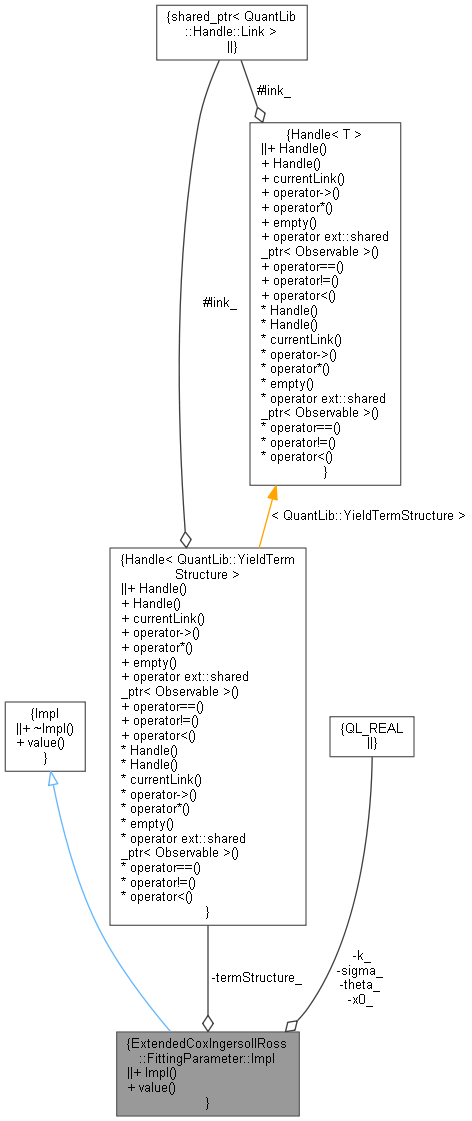 {shared_ptr< QuantLib
::Handle::Link >
||}
#link_
{Handle< T >
||+ Handle()
+ Handle()
+ currentLink()
+ operator->()
+ operator*()
+ empty()
+ operator ext::shared
_ptr< Observable >()
+ operator==()
+ operator!=()
+ operator<()
* Handle()
* Handle()
* currentLink()
* operator->()
* operator*()
* empty()
* operator ext::shared
_ptr< Observable >()
* operator==()
* operator!=()
* operator<()
}
#link_
< QuantLib::YieldTermStructure >
{Handle< QuantLib::YieldTerm
Structure >
||+ Handle()
+ Handle()
+ currentLink()
+ operator->()
+ operator*()
+ empty()
+ operator ext::shared
_ptr< Observable >()
+ operator==()
+ operator!=()
+ operator<()
* Handle()
* Handle()
* currentLink()
* operator->()
* operator*()
* empty()
* operator ext::shared
_ptr< Observable >()
* operator==()
* operator!=()
* operator<()
}
{Impl
||+ ~Impl()
+ value()
}
{QL_REAL
||}
-termStructure_
-k_
-sigma_
-theta_
-x0_
{ExtendedCoxIngersollRoss
::FittingParameter::Impl
||+ Impl()
+ value()
}